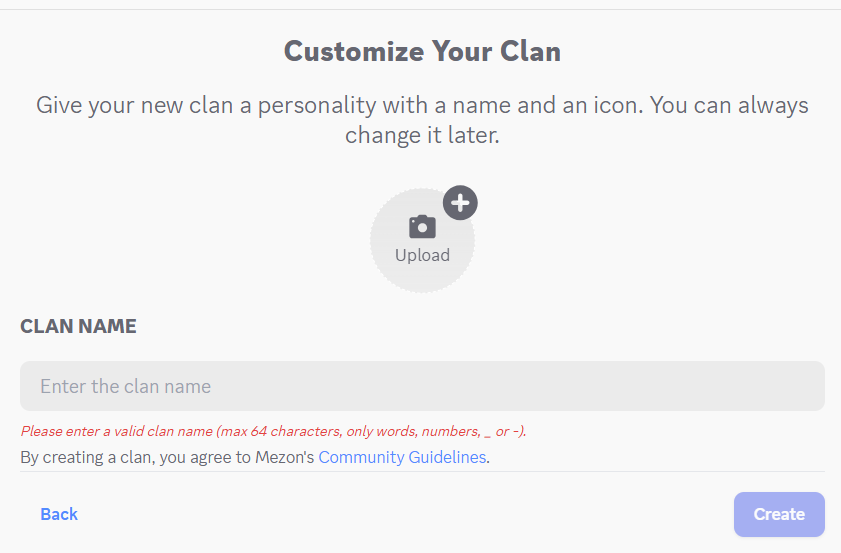 Customize Your Clan
Give your new clan a personality with a name and an icon. You can always
change it later.
Upload
CLAN NAME
Enter the clan name
Please enter a valid clan name (max 64 characters, only words, numbers, _ or -).
By creating a clan, you agree to Mezon's Community Guidelines.
Back
Create